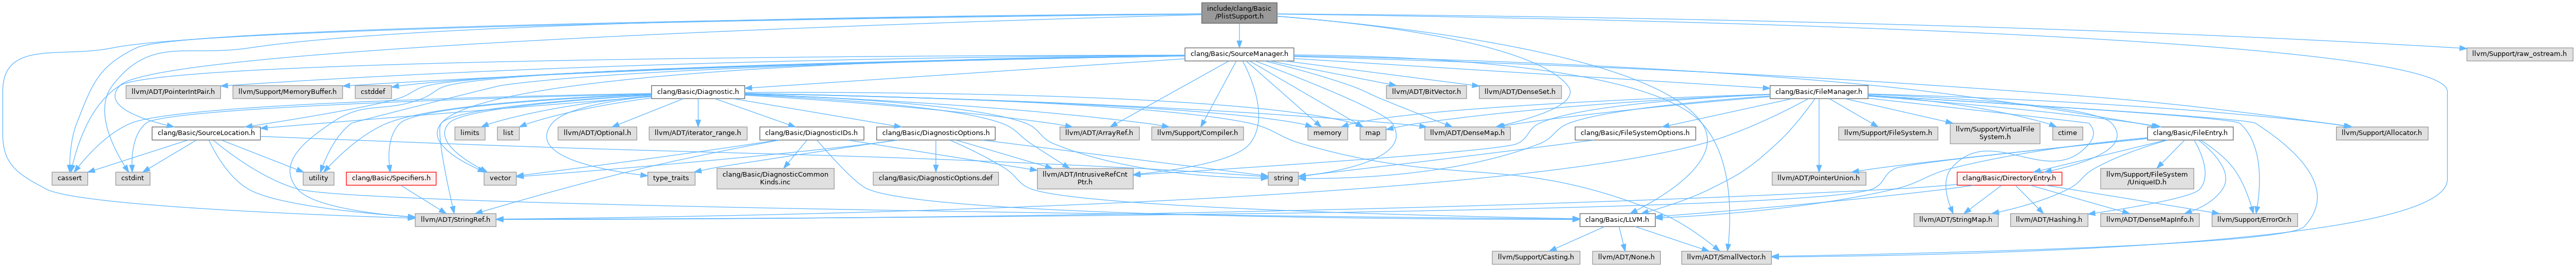 include/clang/Basic
/PlistSupport.h
clang/Basic/SourceManager.h
llvm/Support/raw_ostream.h
llvm/ADT/PointerIntPair.h
llvm/Support/MemoryBuffer.h
cstddef
clang/Basic/Diagnostic.h
llvm/ADT/BitVector.h
llvm/ADT/DenseSet.h
clang/Basic/FileManager.h
clang/Basic/SourceLocation.h
limits
list
llvm/ADT/Optional.h
llvm/ADT/iterator_range.h
clang/Basic/DiagnosticIDs.h
clang/Basic/DiagnosticOptions.h
llvm/ADT/ArrayRef.h
llvm/Support/Compiler.h
memory
map
llvm/ADT/DenseMap.h
clang/Basic/FileSystemOptions.h
llvm/Support/FileSystem.h
llvm/Support/VirtualFile
System.h
ctime
clang/Basic/FileEntry.h
llvm/Support/Allocator.h
cassert
cstdint
utility
clang/Basic/Specifiers.h
vector
type_traits
clang/Basic/DiagnosticCommon
Kinds.inc
clang/Basic/DiagnosticOptions.def
llvm/ADT/IntrusiveRefCnt
Ptr.h
string
llvm/ADT/PointerUnion.h
clang/Basic/DirectoryEntry.h
llvm/Support/FileSystem
/UniqueID.h
llvm/ADT/StringRef.h
clang/Basic/LLVM.h
llvm/ADT/StringMap.h
llvm/ADT/Hashing.h
llvm/ADT/DenseMapInfo.h
llvm/Support/ErrorOr.h
llvm/Support/Casting.h
llvm/ADT/None.h
llvm/ADT/SmallVector.h